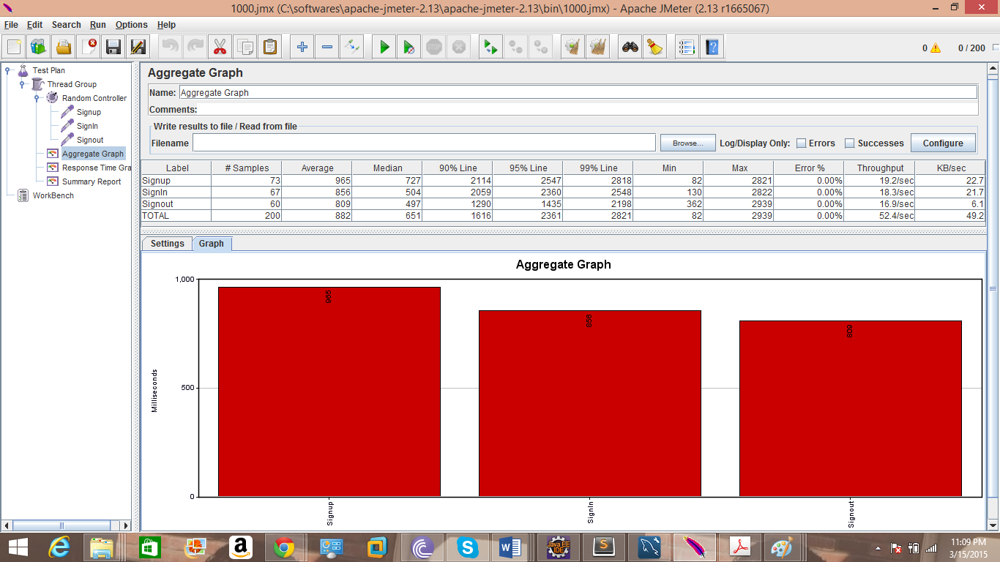 1000.jmx (C:\softwares\apache-jmeter-2.13\apache-jmeter-2.13\bin\1000.jmx) - Apache JMeter (2.13 r1665067)
File Edit Search Run Options Help
0 0 / 200
Test Plan
Thread Group
Random Controller
Signup
SignIn
Signout
Aggregate Graph
Response Time Gra
Summary Report
WorkBench
Aggregate Graph
Name: Aggregate Graph
Comments:
Write results to file / Read from file
Filename Browse... Log/Display Only: Errors Successes Configure
Label # Samples Average Median 90% Line 95% Line 99% Line Min Max Error % Throughput KB/sec
Signup 73 965 727 2114 2547 2818 82 2821 0.00% 19.2/sec 22.7
SignIn 67 856 504 2059 2360 2548 130 2822 0.00% 18.3/sec 21.7
Signout 60 809 497 1290 1435 2198 362 2939 0.00% 16.9/sec 6.1
TOTAL 200 882 651 1616 2361 2821 82 2939 0.00% 52.4/sec 49.2
Settings Graph
Aggregate Graph
1,000
500
0
Milliseconds
965
856
809
Signup
SignIn
Signout
Java EE
IDE
11:09 PM
3/15/2015